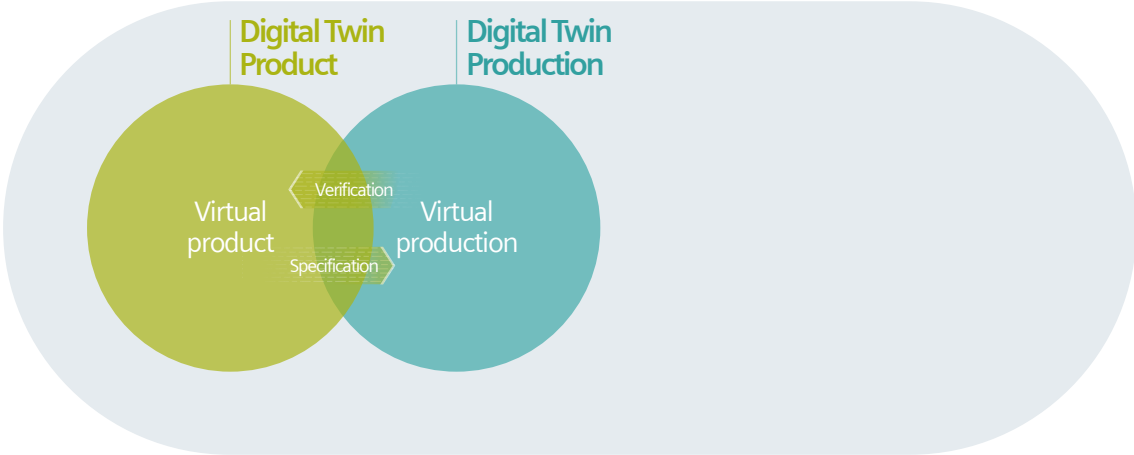 Digital Twin
Product
Digital Twin
Production
Verification
Virtual
product
Virtual
production
Specification